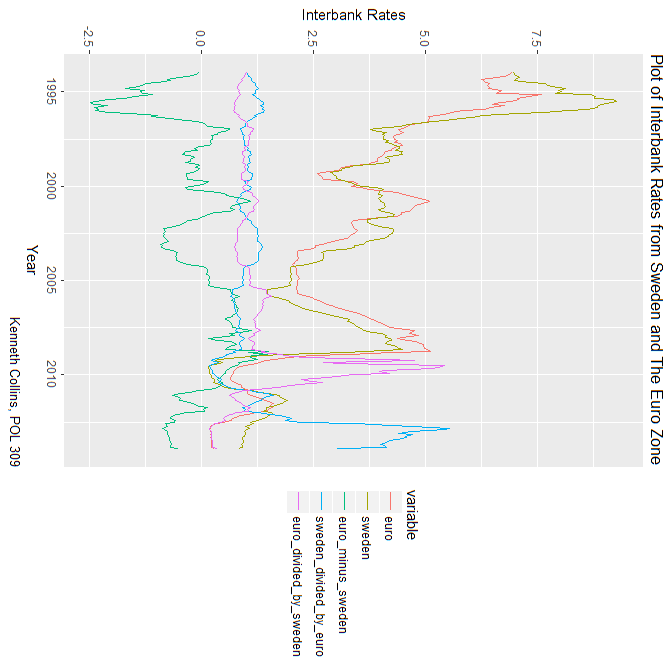 Plot of Interbank Rates from Sweden and The Euro Zone
Interbank Rates
7.5
5.0
2.5
0.0
-2.5
1995
2000
2005
2010
Year
variable
euro
sweden
euro_minus_sweden
sweden_divided_by_euro
euro_divided_by_sweden
Kenneth Collins, POL 309